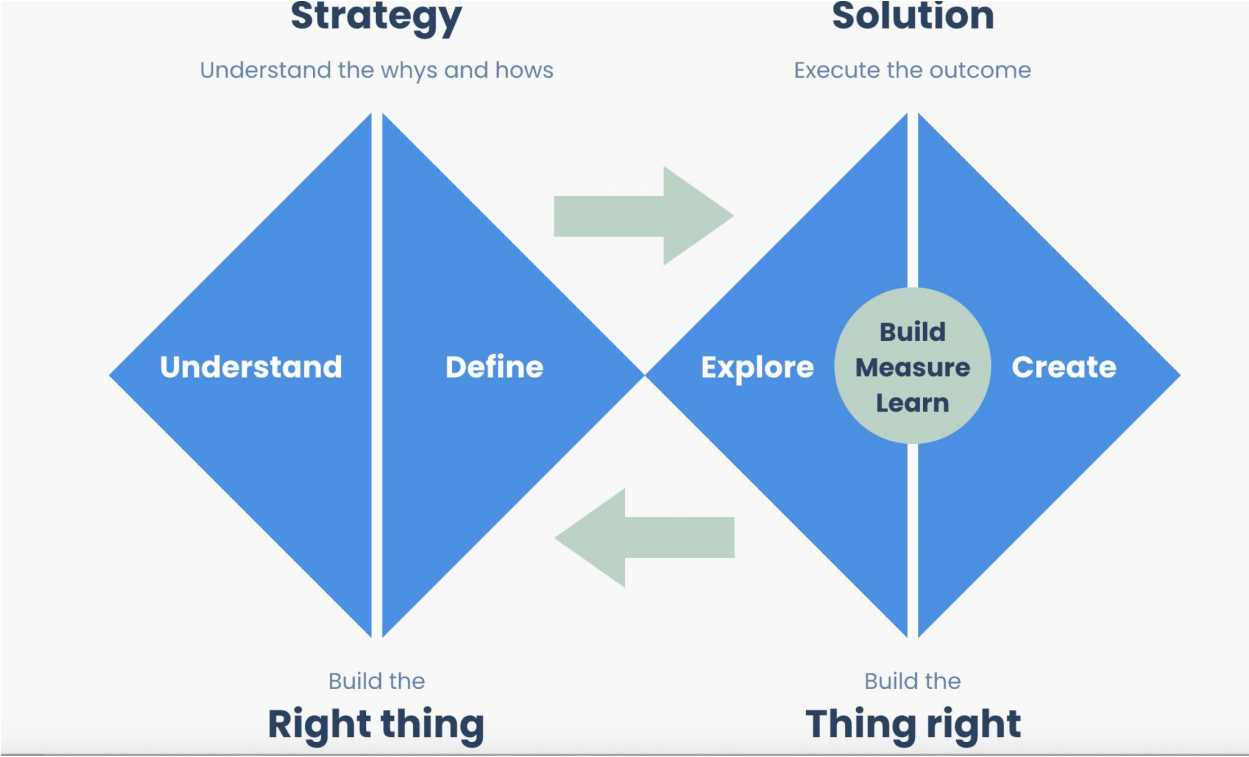 Strategy
Solution
Understand the whys and hows
Execute the outcome
Understand
Define
Explore
Build
Measure
Learn
Create
Build the
Right thing
Build the
Thing right